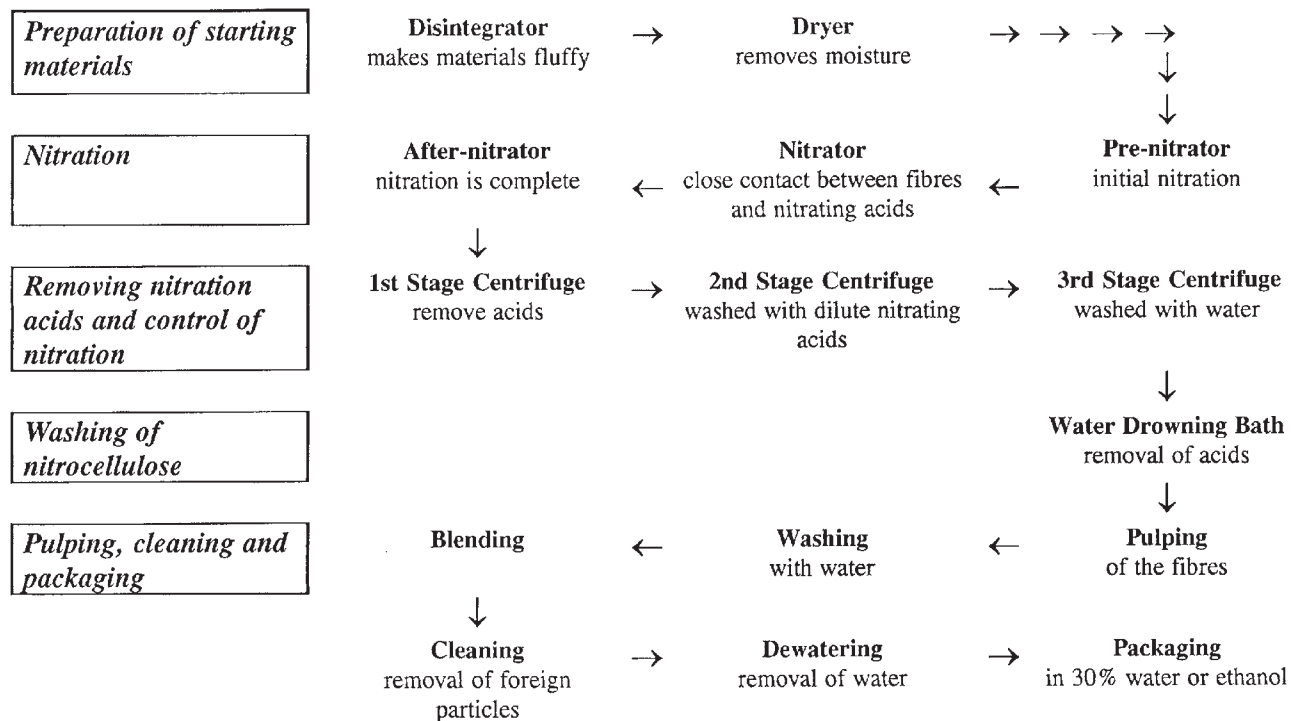 Preparation of starting
materials
Disintegrator → Dryer → → → →
makes materials fluffy removes moisture
↓
↓
Nitration
After-nitrator Nitrator Pre-nitrator
nitration is complete ← close contact between fibres ← initial nitration
and nitrating acids
↓
Removing nitration
acids and control of
nitration
1st Stage Centrifuge → 2nd Stage Centrifuge → 3rd Stage Centrifuge
remove acids washed with dilute nitrating washed with water
acids
↓
Washing of
nitrocellulose
Water Drowning Bath
removal of acids
↓
Pulping, cleaning and
packaging
Blending ← Washing ← Pulping
with water of the fibres
↓
Cleaning → Dewatering → Packaging
removal of foreign removal of water in 30% water or ethanol
particles